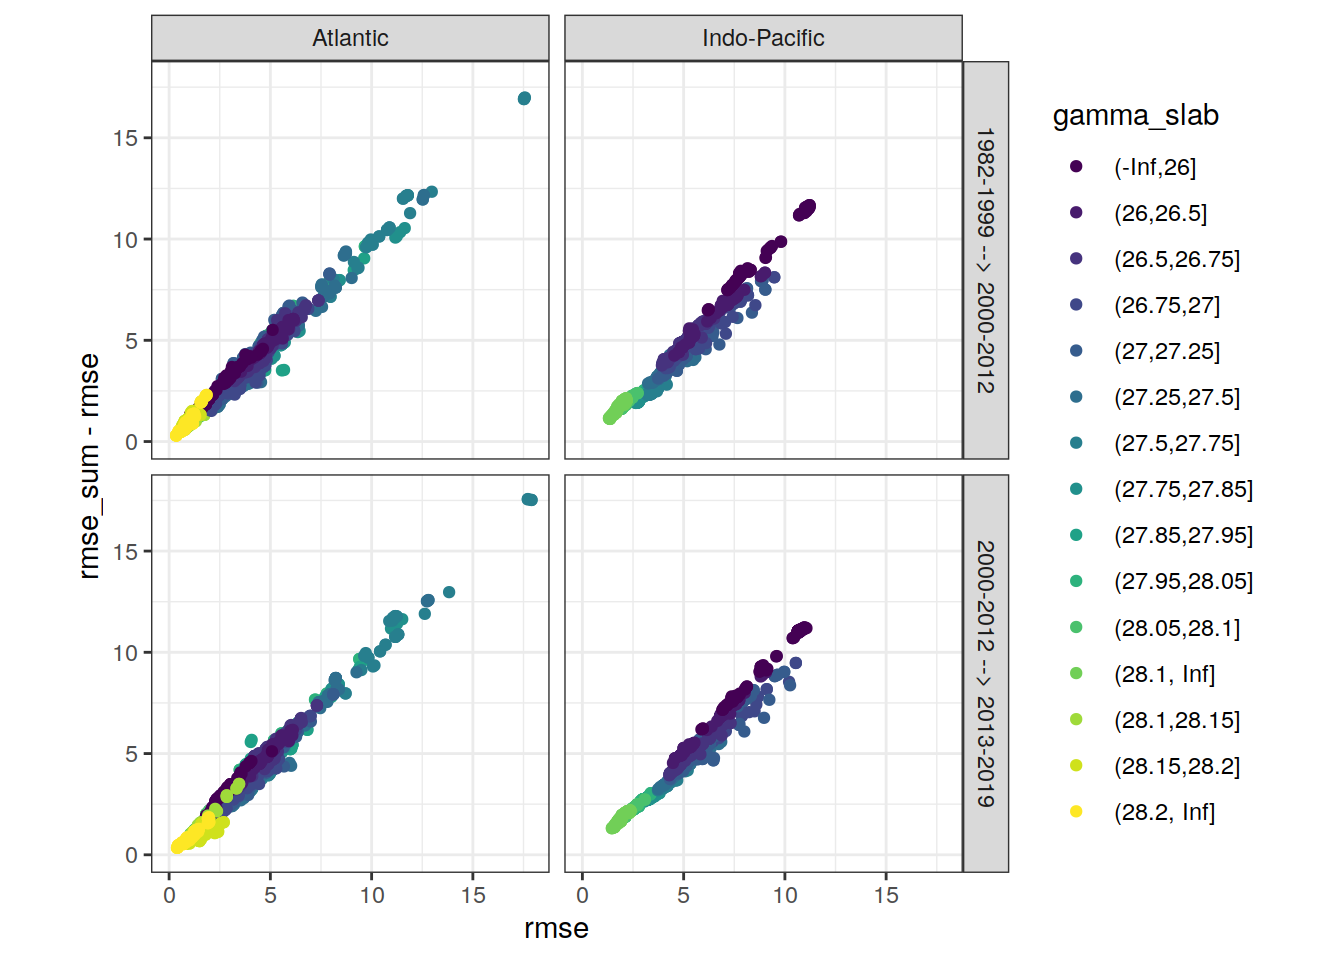 Atlantic
Indo-Pacific
15
10
5
0
1982-1999 --> 2000-2012
15
10
5
0
2000-2012 --> 2013-2019
0
5
10
15
0
5
10
15
rmse
rmse_sum - rmse
gamma_slab
(-Inf,26]
(26,26.5]
(26.5,26.75]
(26.75,27]
(27,27.25]
(27.25,27.5]
(27.5,27.75]
(27.75,27.85]
(27.85,27.95]
(27.95,28.05]
(28.05,28.1]
(28.1, Inf]
(28.1,28.15]
(28.15,28.2]
(28.2, Inf]